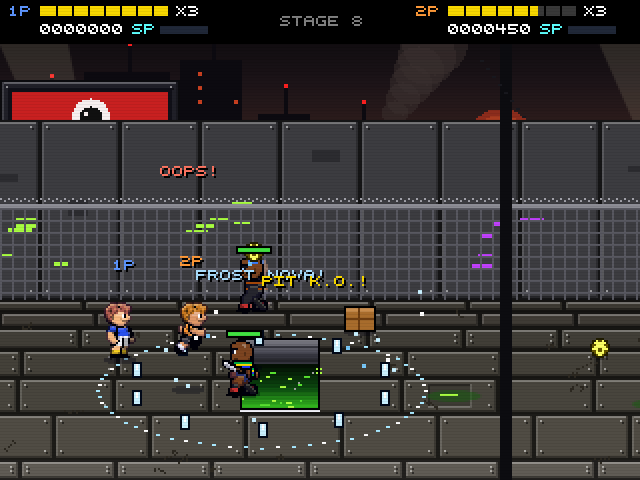 1P X3
STAGE 8
2P X3
0000000 SP
0000450 SP
OOPS!
1P
2P
FROST NOVA!
PIT K.O.!